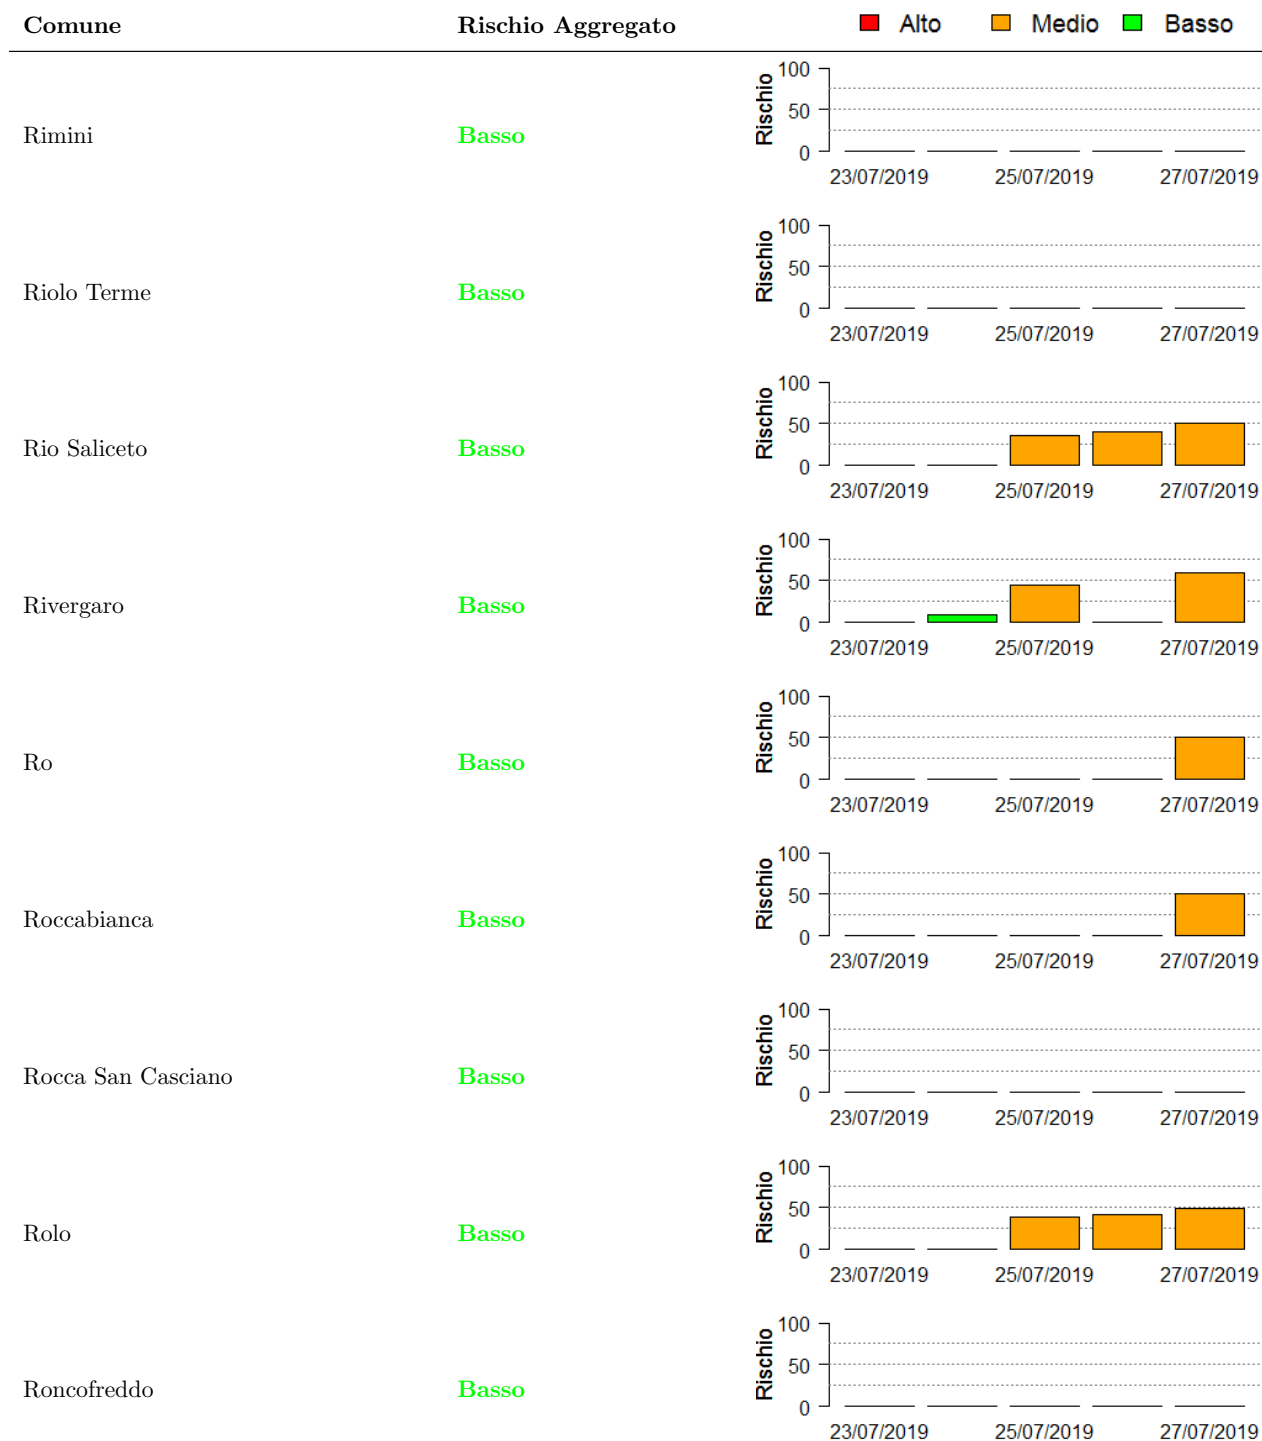 Comune Rischio Aggregato Alto Medio Basso
Rimini Basso
Rischio
100
50
0
23/07/2019 25/07/2019 27/07/2019
Riolo Terme Basso
Rischio
100
50
0
23/07/2019 25/07/2019 27/07/2019
Rio Saliceto Basso
Rischio
100
50
0
23/07/2019 25/07/2019 27/07/2019
Rivergaro Basso
Rischio
100
50
0
23/07/2019 25/07/2019 27/07/2019
Ro Basso
Rischio
100
50
0
23/07/2019 25/07/2019 27/07/2019
Roccabianca Basso
Rischio
100
50
0
23/07/2019 25/07/2019 27/07/2019
Rocca San Casciano Basso
Rischio
100
50
0
23/07/2019 25/07/2019 27/07/2019
Rolo Basso
Rischio
100
50
0
23/07/2019 25/07/2019 27/07/2019
Roncofreddo Basso
Rischio
100
50
0
23/07/2019 25/07/2019 27/07/2019